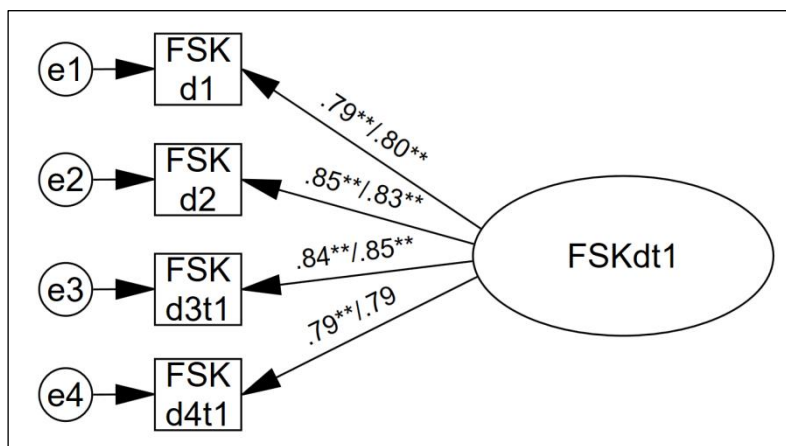 e1
FSK
d1
.79**/.80**
e2
FSK
d2
.85**/.83**
FSKdt1
e3
FSK
d3t1
.84**/.85**
e4
FSK
d4t1
.79**/.79